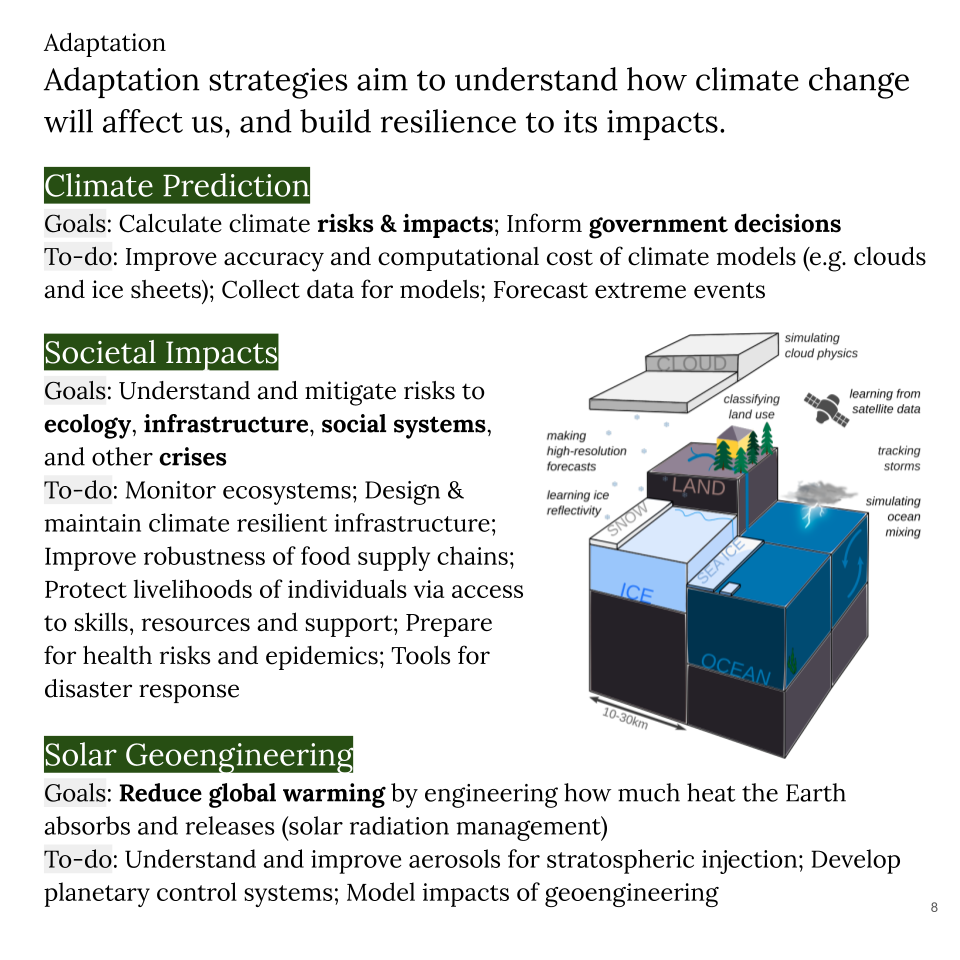 Adaptation
Adaptation strategies aim to understand how climate change
will affect us, and build resilience to its impacts.
Climate Prediction
Goals: Calculate climate risks & impacts; Inform government decisions
To-do: Improve accuracy and computational cost of climate models (e.g. clouds
and ice sheets); Collect data for models; Forecast extreme events
Societal Impacts
Goals: Understand and mitigate risks to
ecology, infrastructure, social systems,
and other crises
To-do: Monitor ecosystems; Design &
maintain climate resilient infrastructure;
Improve robustness of food supply chains;
Protect livelihoods of individuals via access
to skills, resources and support; Prepare
for health risks and epidemics; Tools for
disaster response
simulating
cloud physics
CLOUD
classifying
land use
learning from
satellite data
making
high-resolution
forecasts
tracking
storms
LAND
learning ice
reflectivity
simulating
ocean
mixing
SNOW
SEA ICE
ICE
OCEAN
10-30km
Solar Geoengineering
Goals: Reduce global warming by engineering how much heat the Earth
absorbs and releases (solar radiation management)
To-do: Understand and improve aerosols for stratospheric injection; Develop
planetary control systems; Model impacts of geoengineering
8